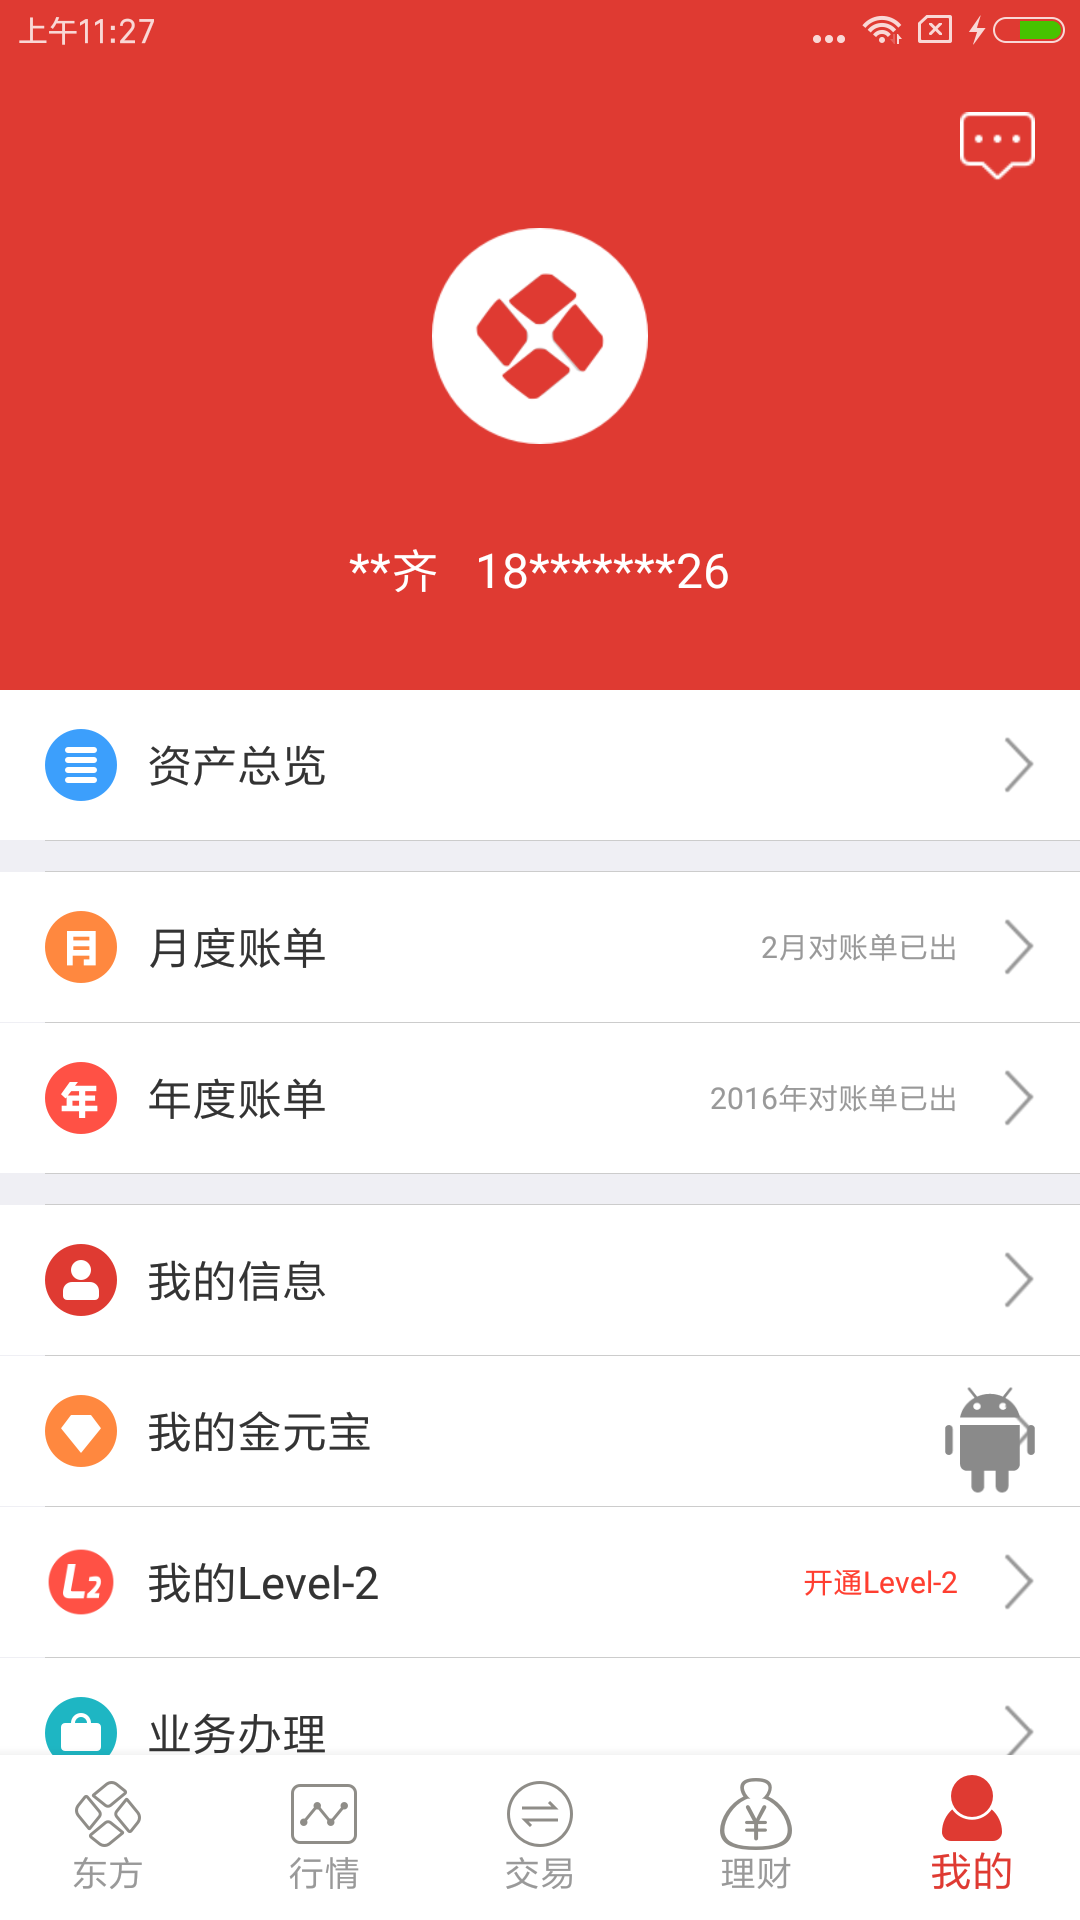 上午11:27
**齐 18*******26
资产总览
月
月度账单 2月对账单已出
年
年度账单 2016年对账单已出
我的信息
我的金元宝
L2
我的Level-2 开通Level-2
业务办理
东方 行情 交易 理财 我的